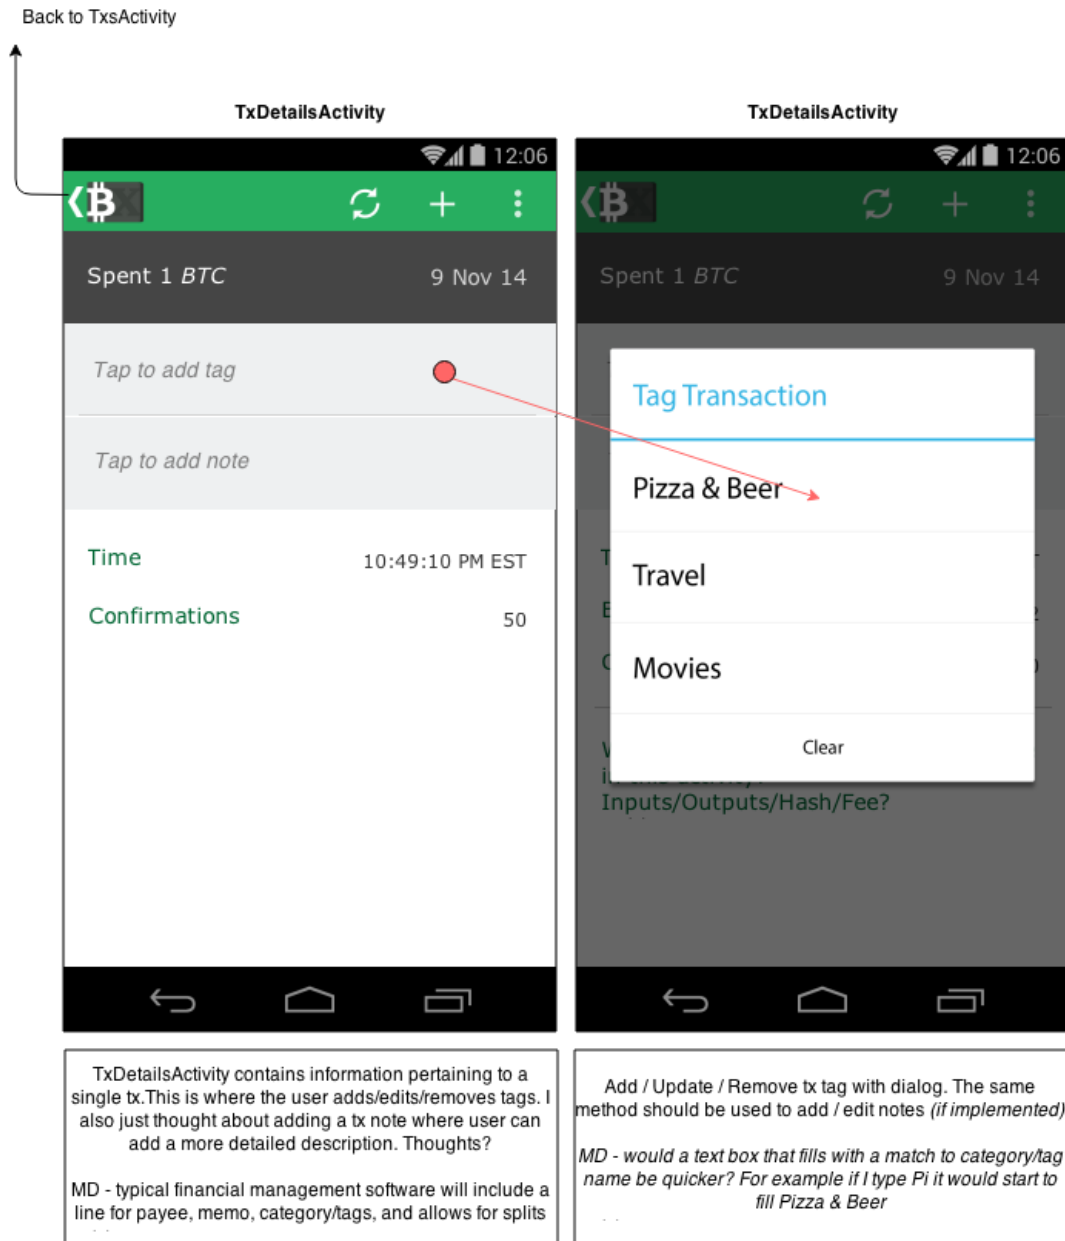 Back to TxsActivity
TxDetailsActivity
12:06
Spent 1 BTC
9 Nov 14
Tap to add tag
Tap to add note
Time
10:49:10 PM EST
Confirmations
50
TxDetailsActivity contains information pertaining to a
single tx.This is where the user adds/edits/removes tags. I
also just thought about adding a tx note where user can
add a more detailed description. Thoughts?
MD - typical financial management software will include a
line for payee, memo, category/tags, and allows for splits
TxDetailsActivity
12:06
Spent 1 BTC
9 Nov 14
Tag Transaction
Pizza & Beer
Travel
Movies
Clear
Inputs/Outputs/Hash/Fee?
Add / Update / Remove tx tag with dialog. The same
method should be used to add / edit notes (if implemented)
MD - would a text box that fills with a match to category/tag
name be quicker? For example if I type Pi it would start to
fill Pizza & Beer